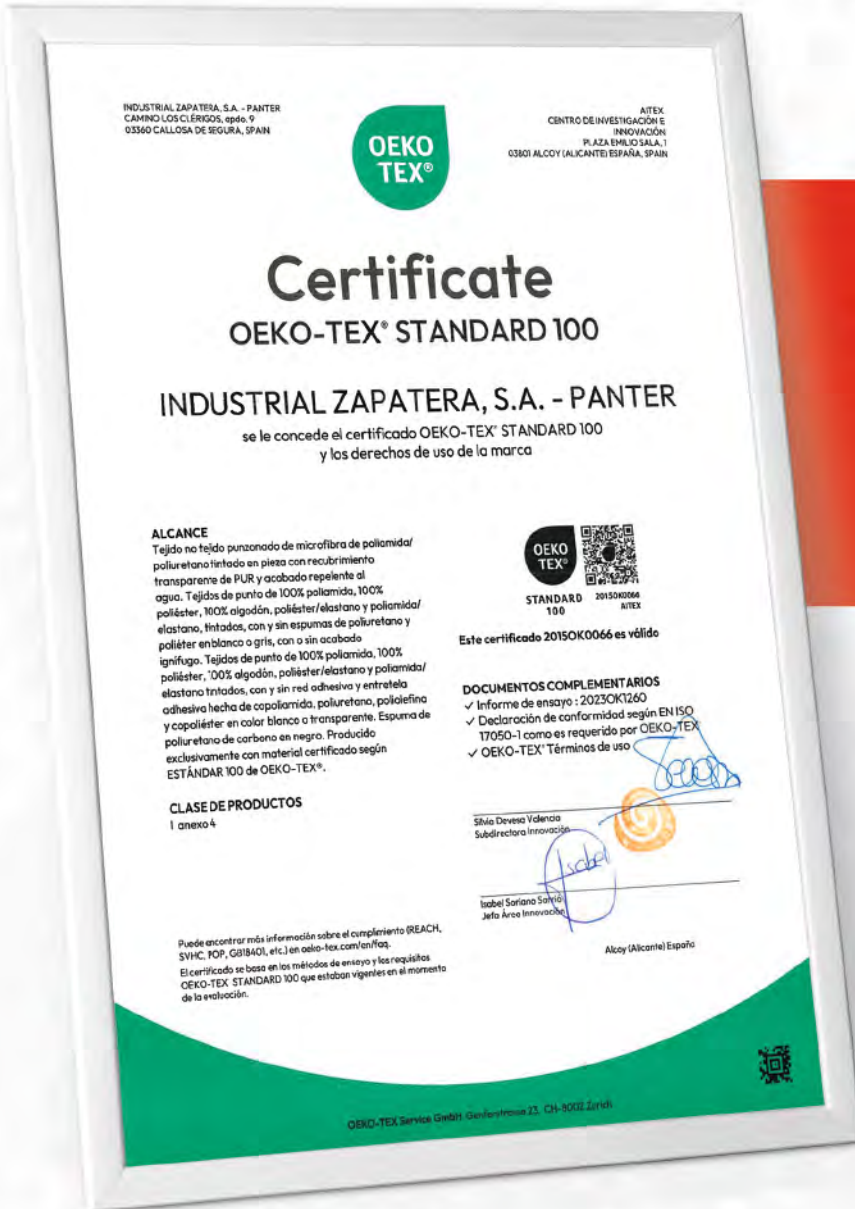 INDUSTRIAL ZAPATERA, S.A. - PANTER
CAMINO LOS CLÉRIGOS, apdo. 9
03360 CALLOSA DE SEGURA, SPAIN
OEKO
TEX®
AITEX
CENTRO DE INVESTIGACIÓN E
INNOVACIÓN
PLAZA EMILIO SALA, 1
03801 ALCOY (ALICANTE) ESPAÑA, SPAIN
Certificate
OEKO-TEX® STANDARD 100
INDUSTRIAL ZAPATERA, S.A. - PANTER
se le concede el certificado OEKO-TEX® STANDARD 100
y los derechos de uso de la marca
ALCANCE
Tejido no tejido punzonado de microfibra de poliamida/
poliuretano tintado en pieza con recubrimiento
transparente de PUR y acabado repelente al
agua. Tejidos de punto de 100% poliamida, 100%
poliéster, 100% algodón, poliéster/elastano y poliamida/
elastano, tintados, con y sin espumas de poliuretano y
poliéter en blanco o gris, con o sin acabado
ignífugo. Tejidos de punto de 100% poliamida, 100%
poliéster, 100% algodón, poliéster/elastano y poliamida/
elastano tntados, con y sin red adhesiva y entretela
adhesiva hecha de copoliamida, poliuretano, poliolefina
y copoliéster en color blanco o transparente. Espuma de
poliuretano de carbono en negro. Producido
exclusivamente con material certificado según
ESTÁNDAR 100 de OEKO-TEX®.
CLASE DE PRODUCTOS
1 anexo 4
OEKO
TEX®
STANDARD
100
2015OK0066
AITEX
Este certificado 2015OK0066 es válido
DOCUMENTOS COMPLEMENTARIOS
✓ Informe de ensayo : 2023OK1260
✓ Declaración de conformidad según EN ISO
17050-1 como es requerido por OEKO-TEX
✓ OEKO-TEX® Términos de uso
Silvia Devesa Valencia
Subdirectora Innovación
Isabel
Isabel Soriano Sarrió
Jefa Área Innovación
Alcoy (Alicante) España
Puede encontrar más información sobre el cumplimiento (REACH,
SVHC, POP, GB18401, etc.) en oeko-tex.com/en/faq.
El certificado se basa en los métodos de ensayo y los requisitos
OEKO-TEX STANDARD 100 que estaban vigentes en el momento
de la evaluación.
OEKO-TEX Service GmbH Genferstrasse 23, CH-8002 Zurich